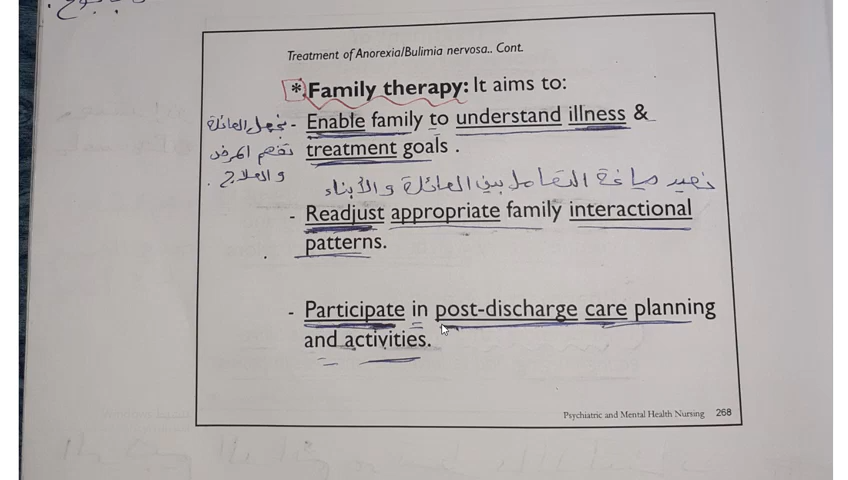 Treatment of Anorexia/Bulimia nervosa.. Cont.
* Family therapy: It aims to:
- Enable family to understand illness &
treatment goals .
نجعل العائلة
تفهم المرض
والعلاج .
نعيد صياغة التعامل بين العائلة والأبناء
- Readjust appropriate family interactional
patterns.
- Participate in post-discharge care planning
and activities.
Psychiatric and Mental Health Nursing 268